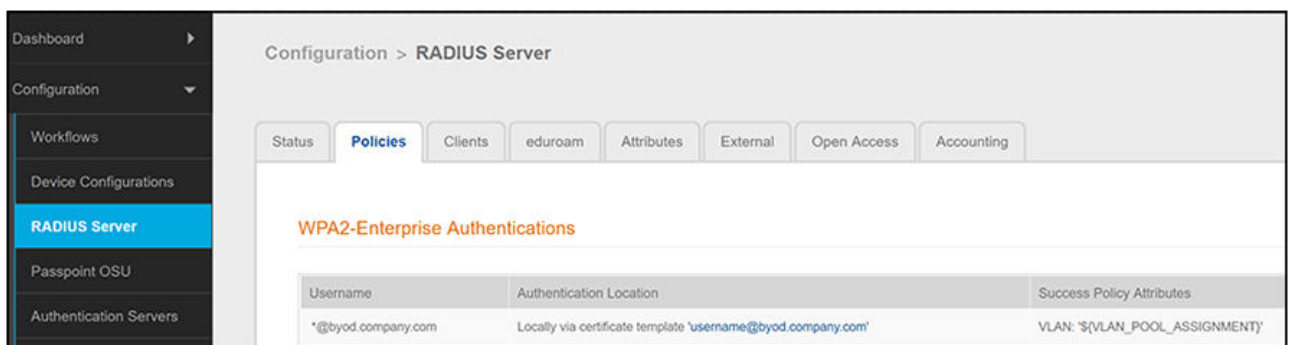 Dashboard
Configuration > RADIUS Server
Configuration
Workflows
Status Policies Clients eduroam Attributes External Open Access Accounting
Device Configurations
RADIUS Server
WPA2-Enterprise Authentications
Passpoint OSU
Username Authentication Location Success Policy Attributes
Authentication Servers
*@byod.company.com Locally via certificate template 'username@byod.company.com' VLAN: '${VLAN_POOL_ASSIGNMENT}'